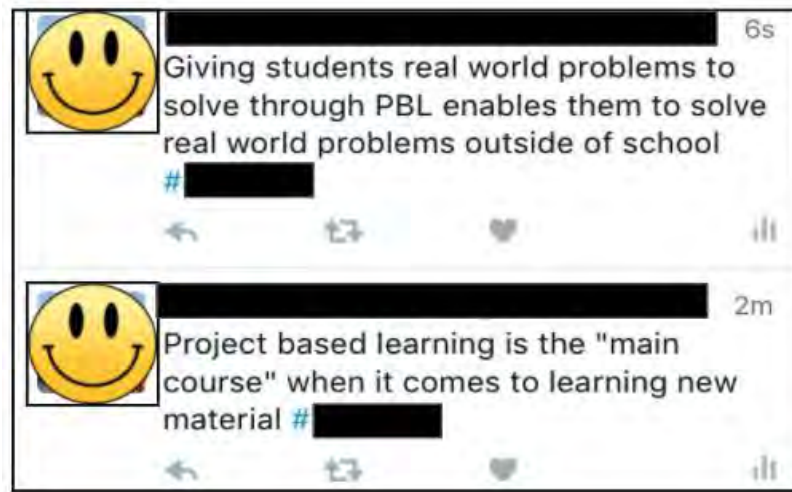 6s
Giving students real world problems to
solve through PBL enables them to solve
real world problems outside of school
#
2m
Project based learning is the "main
course" when it comes to learning new
material #